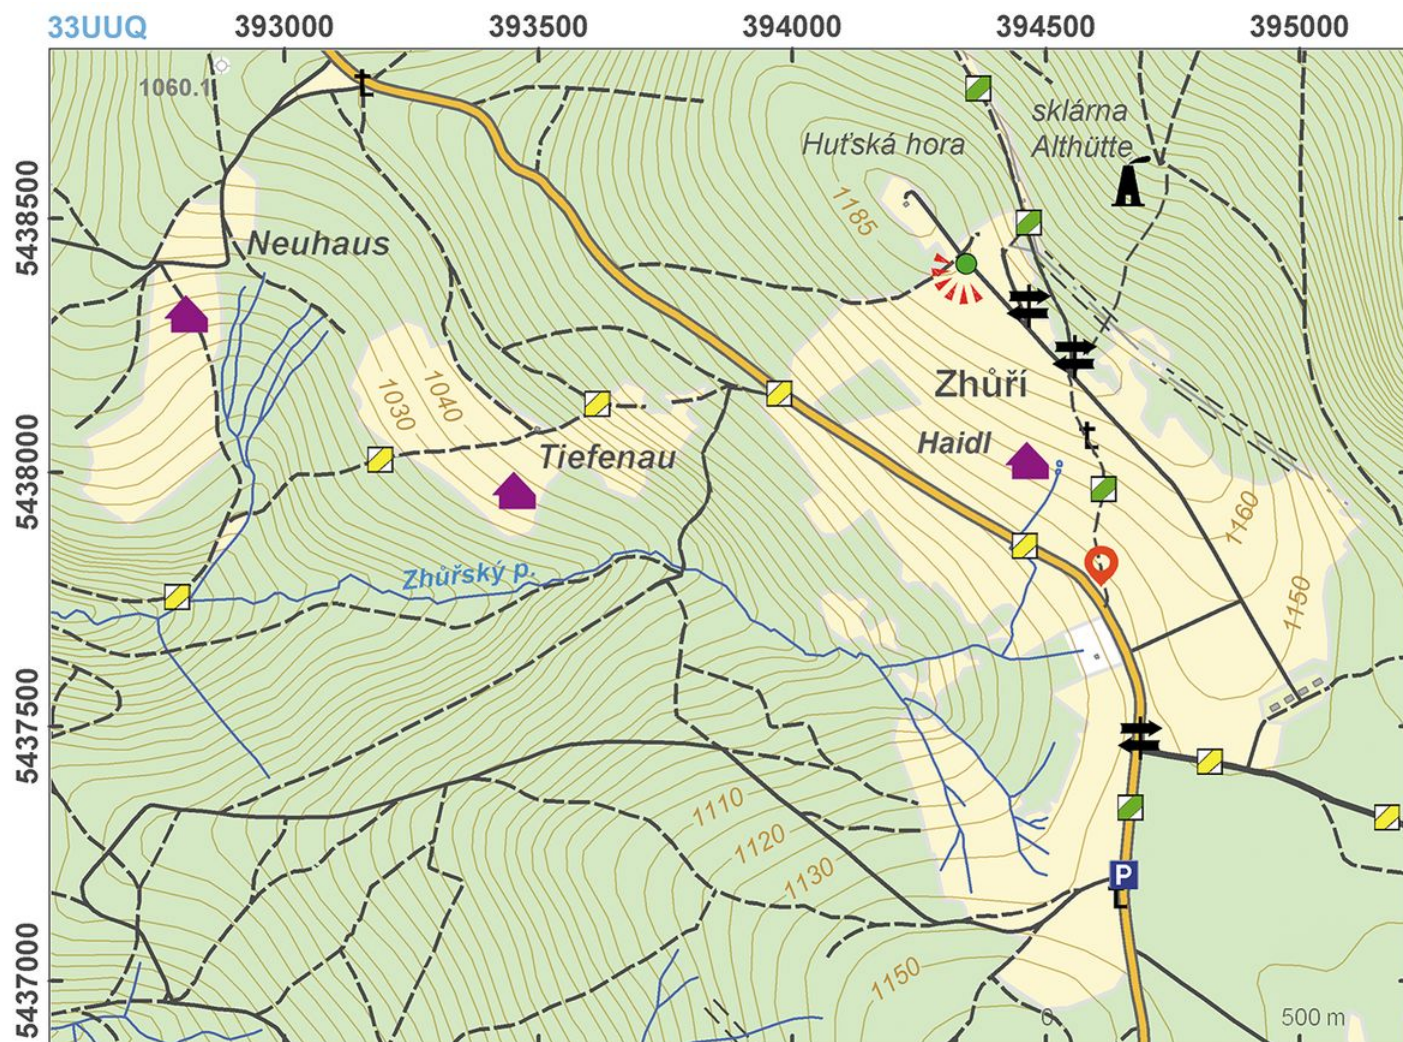 33UUQ
393000
393500
394000
394500
395000
1060.1
sklárna
Althütte
Huťská hora
1185
5438500
Neuhaus
1030
1040
Zhůří
Haidl
Tiefenau
5438000
1160
Zhůřský p.
1150
5437500
1110
1120
1130
P
1150
5437000
0
500 m